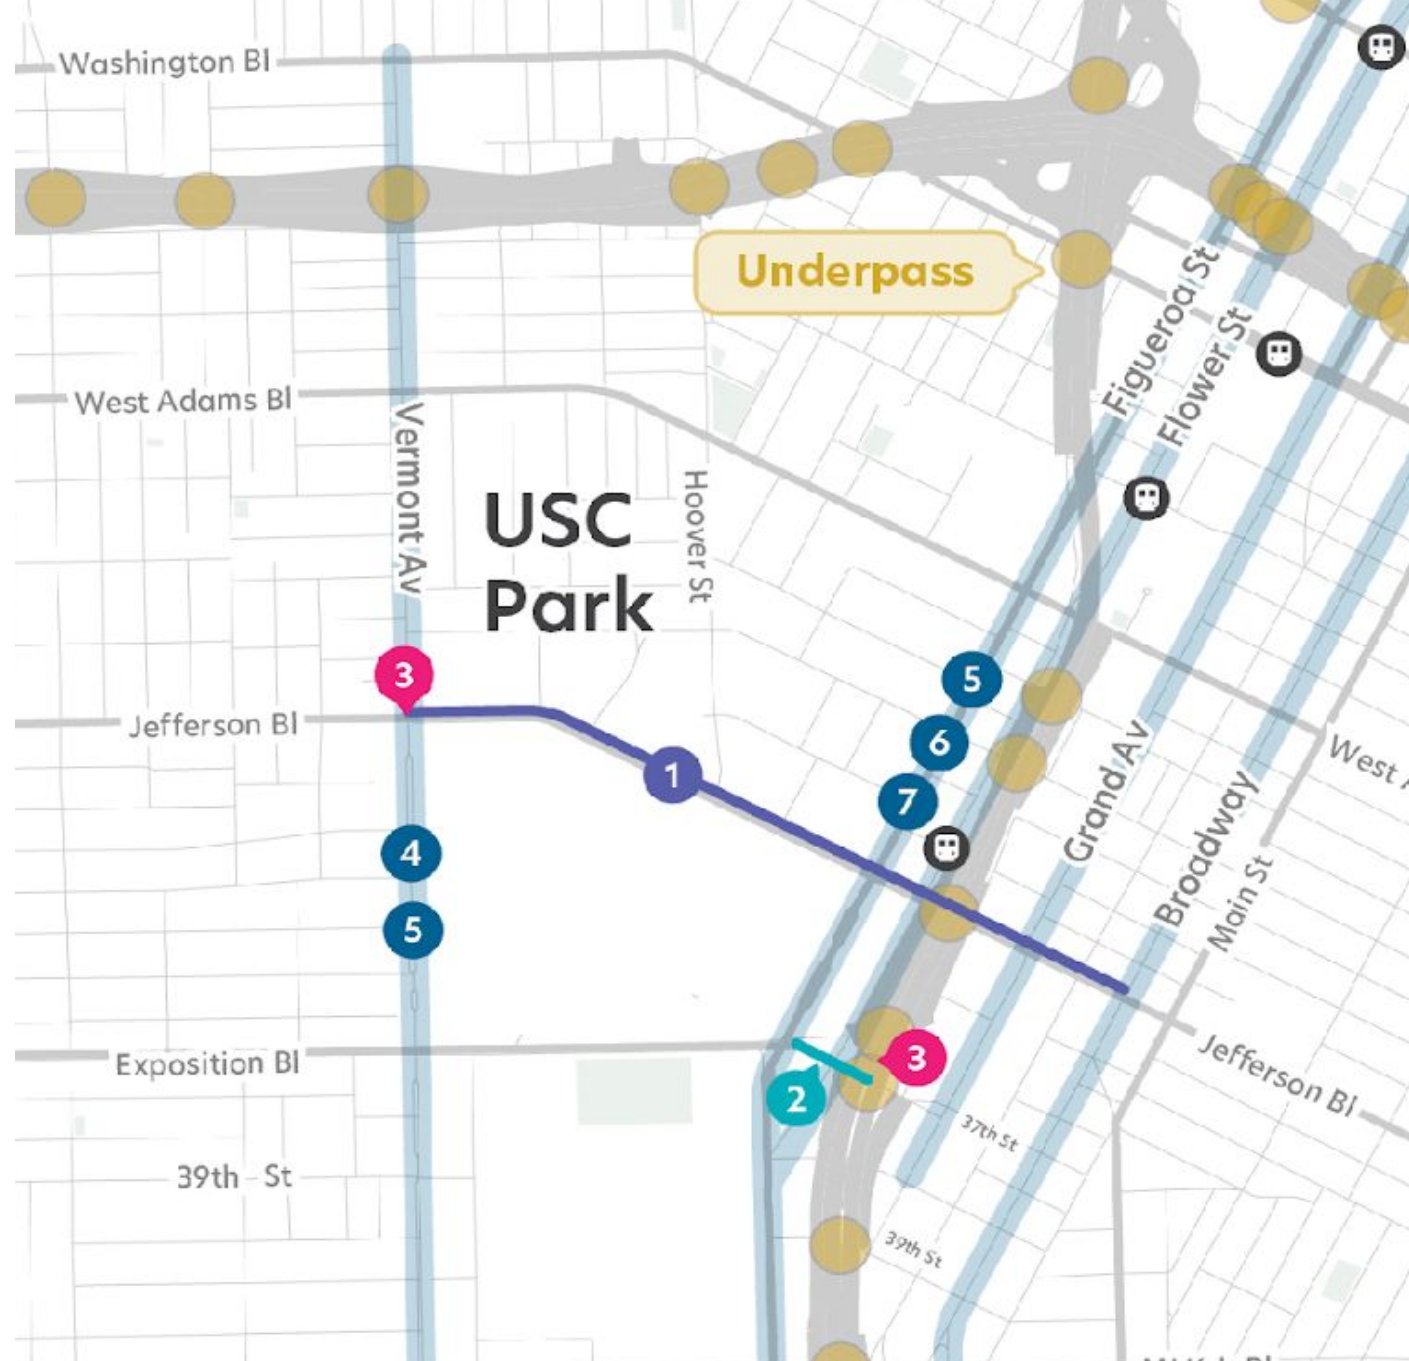 Washington Bl
Underpass
Figueroa St
Flower St
West Adams Bl
Vermont Av
Hoover St
USC
Park
3
5
Jefferson Bl
6
1
7
Grand Av
West
4
Broadway
Main St
5
Exposition Bl
3
2
Jefferson Bl
37th St
39th St
39th St